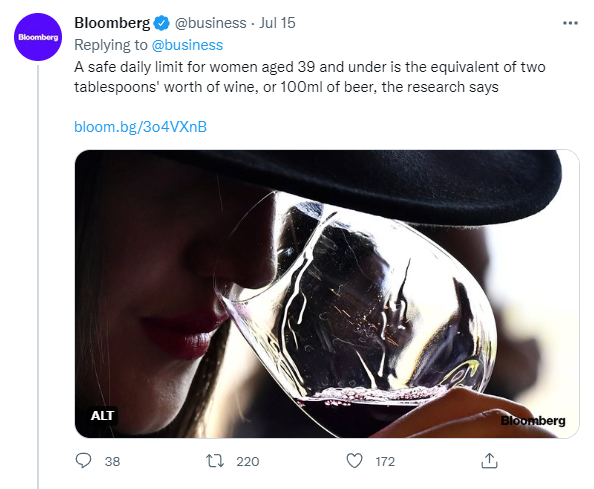 Bloomberg
Bloomberg @business · Jul 15
Replying to @business
A safe daily limit for women aged 39 and under is the equivalent of two
tablespoons' worth of wine, or 100ml of beer, the research says
bloom.bg/3o4VXnB
ALT
Bloomberg
38 220 172